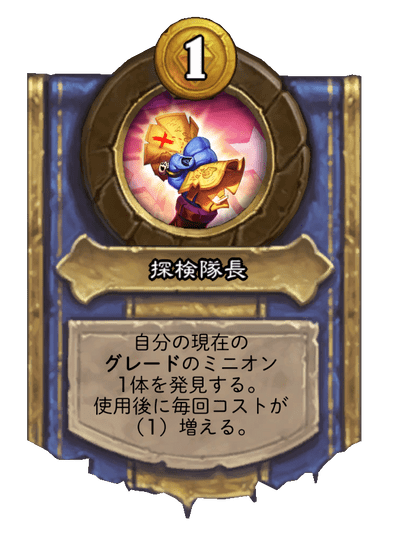 1
探検隊長
自分の現在の
グレードのミニオン
1体を発見する。
使用後に毎回コストが
（1）増える。